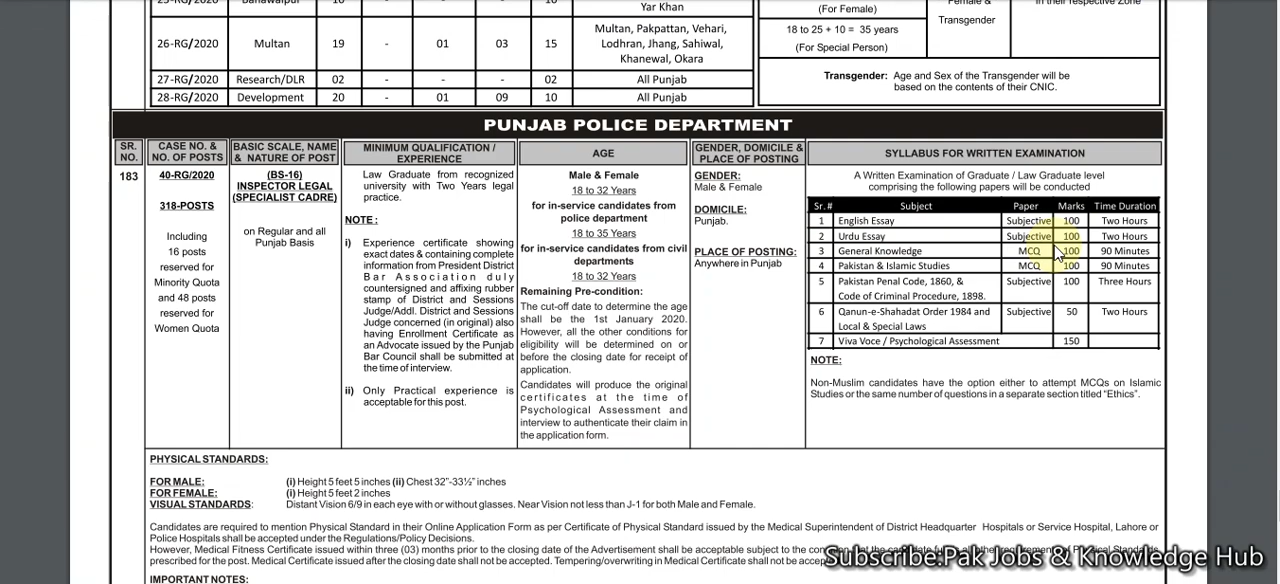 25-RG/2020 Bahawalpur 10 - 10 Yar Khan
(For Female)
Female &
Transgender
in their respective Zone
26-RG/2020 Multan 19 - 01 03 15 Multan, Pakpattan, Vehari,
Lodhran, Jhang, Sahiwal,
Khanewal, Okara
18 to 25 + 10 = 35 years
(For Special Person)
27-RG/2020 Research/DLR 02 - - - 02 All Punjab
28-RG/2020 Development 20 - 01 09 10 All Punjab
Transgender: Age and Sex of the Transgender will be
based on the contents of their CNIC.
PUNJAB POLICE DEPARTMENT
SR.
NO.
CASE NO. &
NO. OF POSTS
BASIC SCALE, NAME
& NATURE OF POST
MINIMUM QUALIFICATION /
EXPERIENCE
AGE
GENDER, DOMICILE &
PLACE OF POSTING
SYLLABUS FOR WRITTEN EXAMINATION
183
40-RG/2020
318-POSTS
Including
16 posts
reserved for
Minority Quota
and 48 posts
reserved for
Women Quota
(BS-16)
INSPECTOR LEGAL
(SPECIALIST CADRE)
on Regular and all
Punjab Basis
Law Graduate from recognized
university with Two Years legal
practice.
NOTE :
i) Experience certificate showing
exact dates & containing complete
information from President District
Bar Association duly
countersigned and affixing rubber
stamp of District and Sessions
Judge/Addl. District and Sessions
Judge concerned (in original) also
having Enrollment Certificate as
an Advocate issued by the Punjab
Bar Council shall be submitted at
the time of interview.
ii) Only Practical experience is
acceptable for this post.
Male & Female
18 to 32 Years
for in-service candidates from
police department
18 to 35 Years
for in-service candidates from civil
departments
18 to 32 Years
Remaining Pre-condition:
The cut-off date to determine the age
shall be the 1st January 2020.
However, all the other conditions for
eligibility will be determined on or
before the closing date for receipt of
application.
Candidates will produce the original
certificates at the time of
Psychological Assessment and
interview to authenticate their claim in
the application form.
GENDER:
Male & Female
DOMICILE:
Punjab.
PLACE OF POSTING:
Anywhere in Punjab
A Written Examination of Graduate / Law Graduate level
comprising the following papers will be conducted
Sr. # Subject Paper Marks Time Duration
1 English Essay Subjective 100 Two Hours
2 Urdu Essay Subjective 100 Two Hours
3 General Knowledge MCQ 100 90 Minutes
4 Pakistan & Islamic Studies MCQ 100 90 Minutes
5 Pakistan Penal Code, 1860, & Subjective 100 Three Hours
Code of Criminal Procedure, 1898.
6 Qanun-e-Shahadat Order 1984 and Subjective 50 Two Hours
Local & Special Laws
7 Viva Voce / Psychological Assessment 150
NOTE:
Non-Muslim candidates have the option either to attempt MCQs on Islamic
Studies or the same number of questions in a separate section titled “Ethics”.
PHYSICAL STANDARDS:
FOR MALE: (i) Height 5 feet 5 inches (ii) Chest 32"-33½" inches
FOR FEMALE: (i) Height 5 feet 2 inches
VISUAL STANDARDS: Distant Vision 6/9 in each eye with or without glasses. Near Vision not less than J-1 for both Male and Female.
Candidates are required to mention Physical Standard in their Online Application Form as per Certificate of Physical Standard issued by the Medical Superintendent of District Headquarter Hospitals or Service Hospital, Lahore or
Police Hospitals shall be accepted under the Regulations/Policy Decisions.
However, Medical Fitness Certificate issued within three (03) months prior to the closing date of the Advertisement shall be acceptable subject to the
prescribed for the post. Medical Certificate issued after the closing date shall not be accepted. Tempering/overwriting in Medical Certificate shall not be
Subscribe:Pak Jobs & Knowledge Hub
IMPORTANT NOTES: